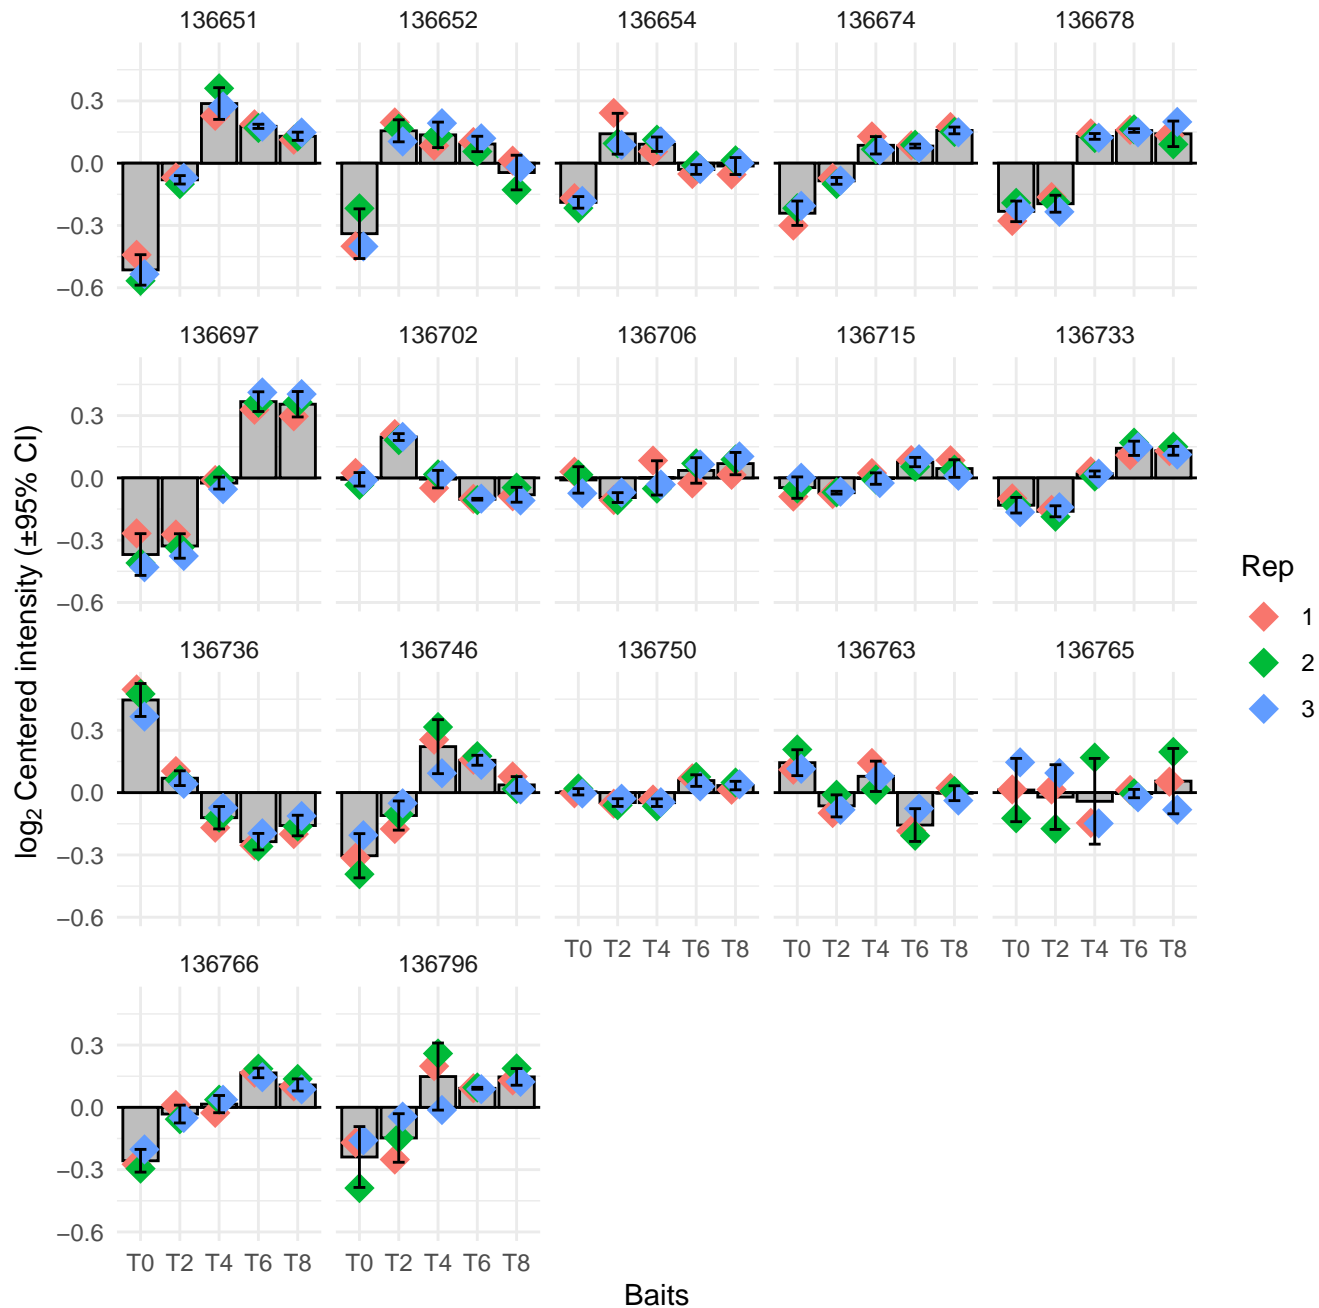 136651 136652 136654 136674 136678
0.3
0.0
−0.3
−0.6
136697 136702 136706 136715 136733
0.3
0.0
−0.3
−0.6
136736 136746 136750 136763 136765
0.3
0.0
−0.3
−0.6
T0 T2 T4 T6 T8 T0 T2 T4 T6 T8 T0 T2 T4 T6 T8
136766 136796
0.3
0.0
−0.3
−0.6
T0 T2 T4 T6 T8 T0 T2 T4 T6 T8
Baits
log2 Centered intensity (±95% CI)
Rep
1
2
3